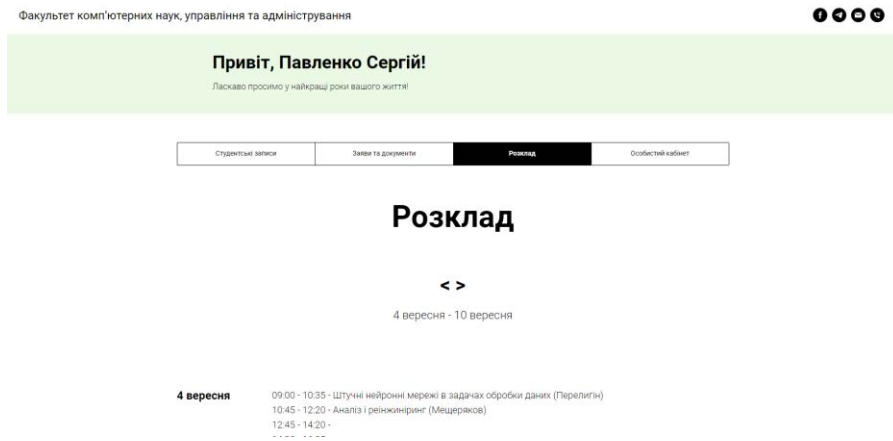 Факультет комп'ютерних наук, управління та адміністрування
Привіт, Павленко Сергій!
Ласкаво просимо у найкращі роки вашого життя!
Студентські записи
Заяви та документи
Розклад
Особистий кабінет
Розклад
< >
4 вересня - 10 вересня
4 вересня
09:00 - 10:35 - Штучні нейронні мережі в задачах обробки даних (Перелигін)
10:45 - 12:20 - Аналіз і реінжиніринг (Мещеряков)
12:45 - 14:20 -